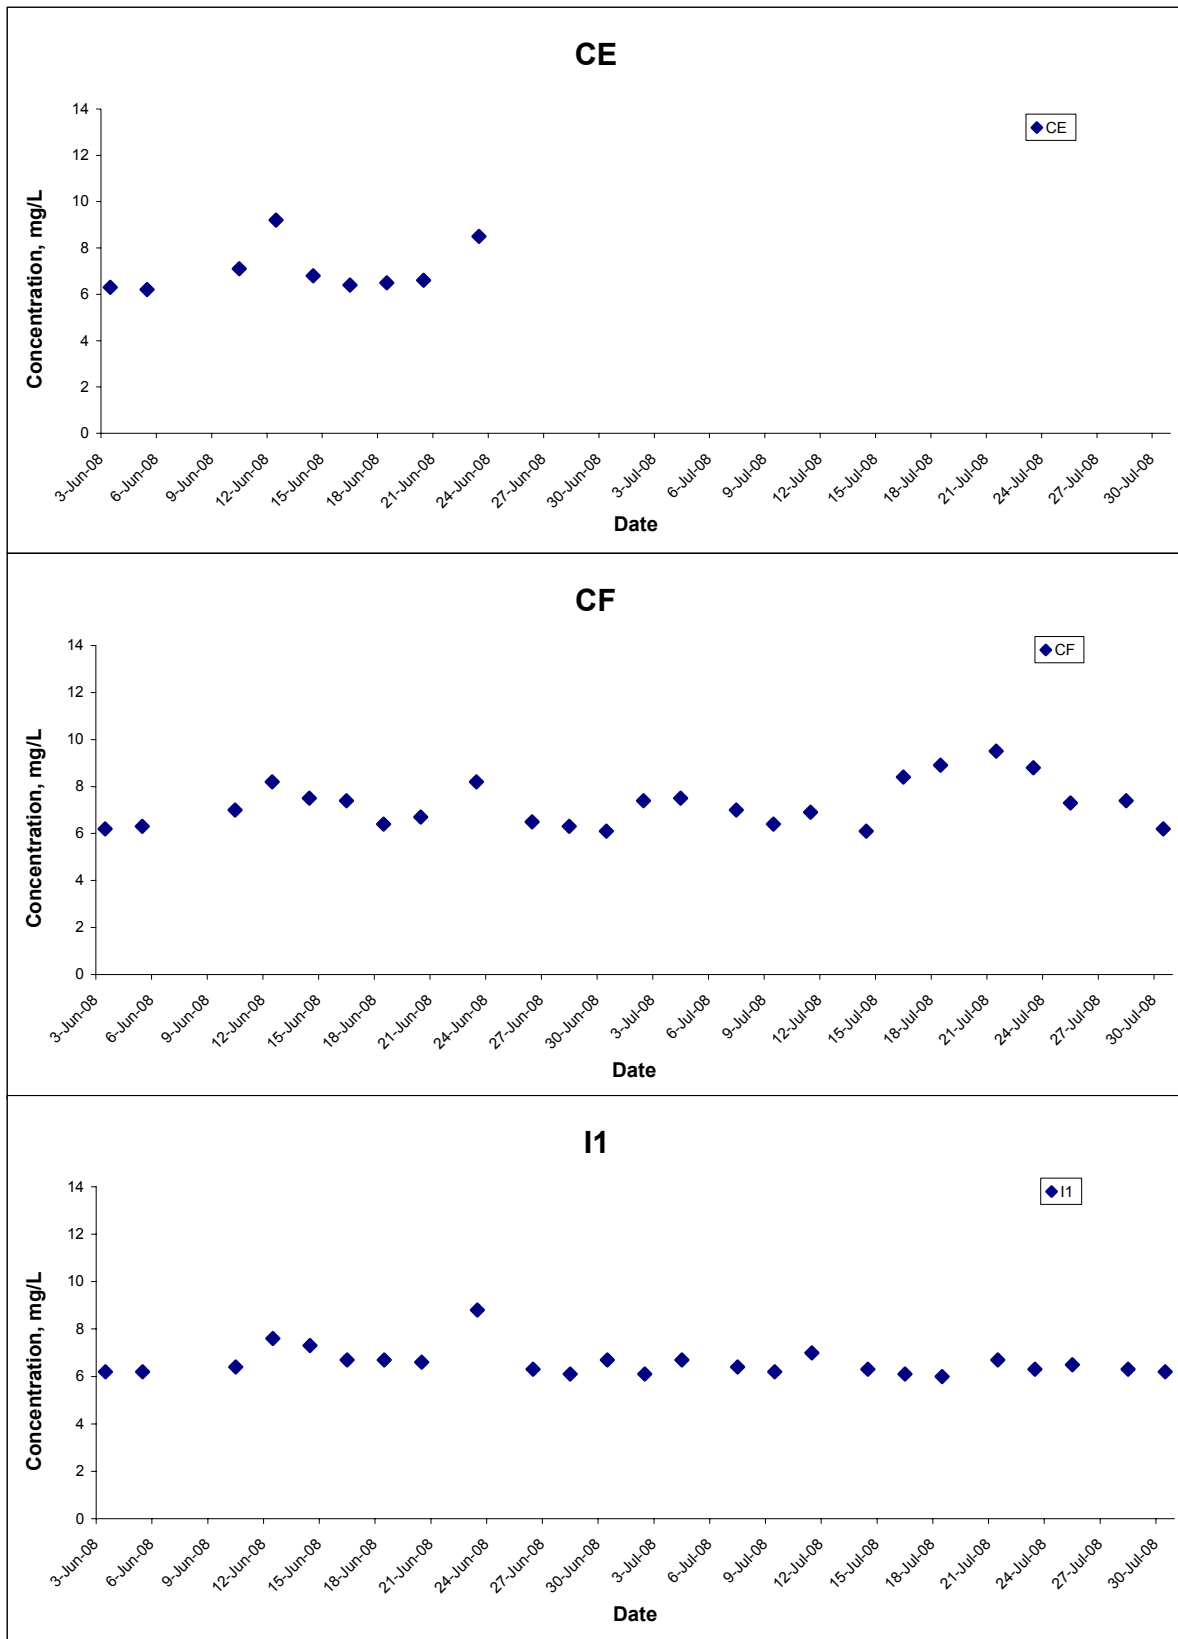 CE
CE
14
12
10
8
6
4
2
0
Concentration, mg/L
3-Jun-08 6-Jun-08 9-Jun-08 12-Jun-08 15-Jun-08 18-Jun-08 21-Jun-08 24-Jun-08 27-Jun-08 30-Jun-08 3-Jul-08 6-Jul-08 9-Jul-08 12-Jul-08 15-Jul-08 18-Jul-08 21-Jul-08 24-Jul-08 27-Jul-08 30-Jul-08
Date
CF
CF
14
12
10
8
6
4
2
0
Concentration, mg/L
3-Jun-08 6-Jun-08 9-Jun-08 12-Jun-08 15-Jun-08 18-Jun-08 21-Jun-08 24-Jun-08 27-Jun-08 30-Jun-08 3-Jul-08 6-Jul-08 9-Jul-08 12-Jul-08 15-Jul-08 18-Jul-08 21-Jul-08 24-Jul-08 27-Jul-08 30-Jul-08
Date
I1
I1
14
12
10
8
6
4
2
0
Concentration, mg/L
3-Jun-08 6-Jun-08 9-Jun-08 12-Jun-08 15-Jun-08 18-Jun-08 21-Jun-08 24-Jun-08 27-Jun-08 30-Jun-08 3-Jul-08 6-Jul-08 9-Jul-08 12-Jul-08 15-Jul-08 18-Jul-08 21-Jul-08 24-Jul-08 27-Jul-08 30-Jul-08
Date